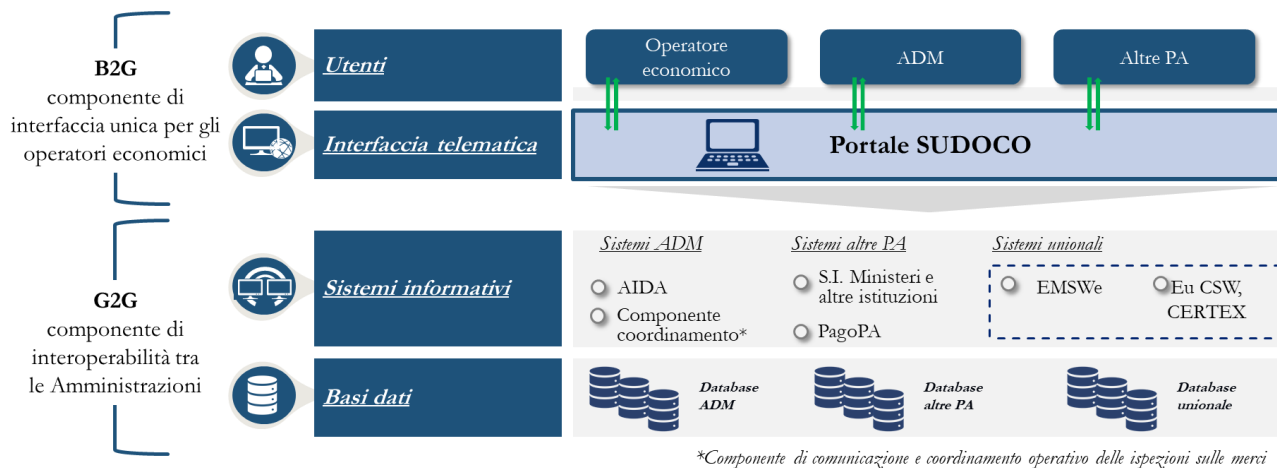 B2G
componente di
interfaccia unica per gli
operatori economici
Utenti
Operatore
economico
ADM
Altre PA
Interfaccia telematica
Portale SUDOCO
G2G
componente di
interoperabilità tra
le Amministrazioni
Sistemi informativi
Sistemi ADM
AIDA
Componente
coordinamento*
Sistemi altre PA
S.I. Ministeri e
altre istituzioni
PagoPA
Sistemi unionali
EMSWe
Eu CSW,
CERTEX
Basi dati
Database
ADM
Database
altre PA
Database
unionale
*Componente di comunicazione e coordinamento operativo delle ispezioni sulle merci